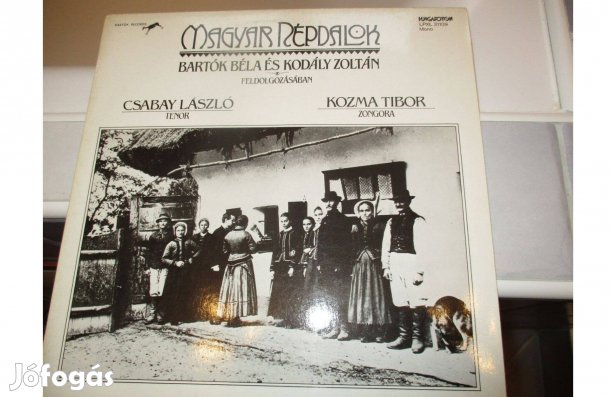 MAGYAR NÉPDALOK
HUNGAROTON
Mono
BARTÓK BÉLA ÉS KODÁLY ZOLTÁN
FELDOLGOZÁSÁBAN
CSABAY LÁSZLÓ
TENOR
KOZMA TIBOR
ZONGORA
Jófogás